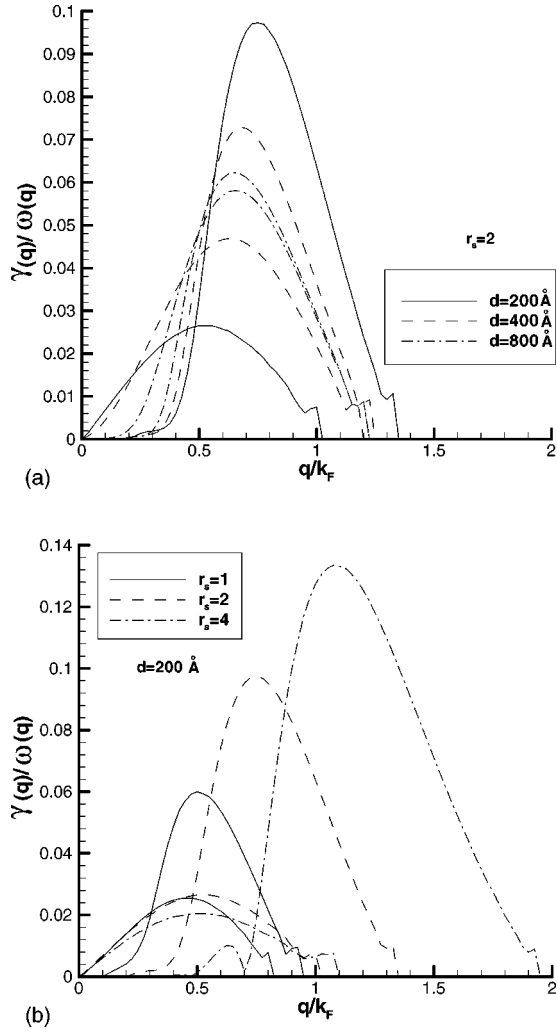 0.1
0.09
0.08
0.07
0.06
0.05
0.04
0.03
0.02
0.01
0
γ(q)/ω(q)
r_s=2
d=200Å
d=400Å
d=800Å
0 0.5 1 1.5 2
q/k_F
(a)
0.14
0.12
0.1
0.08
0.06
0.04
0.02
0
γ(q)/ω(q)
r_s=1
r_s=2
r_s=4
d=200 Å
0 0.5 1 1.5 2
q/k_F
(b)